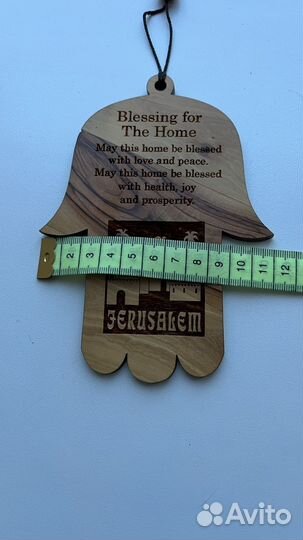 Blessing for
The Home
May this home be blessed
with love and peace.
May this home be blessed
with health, joy
and prosperity.
2 3 4 5 6 7 8 9 10 11 12
JERUSALEM
Avito